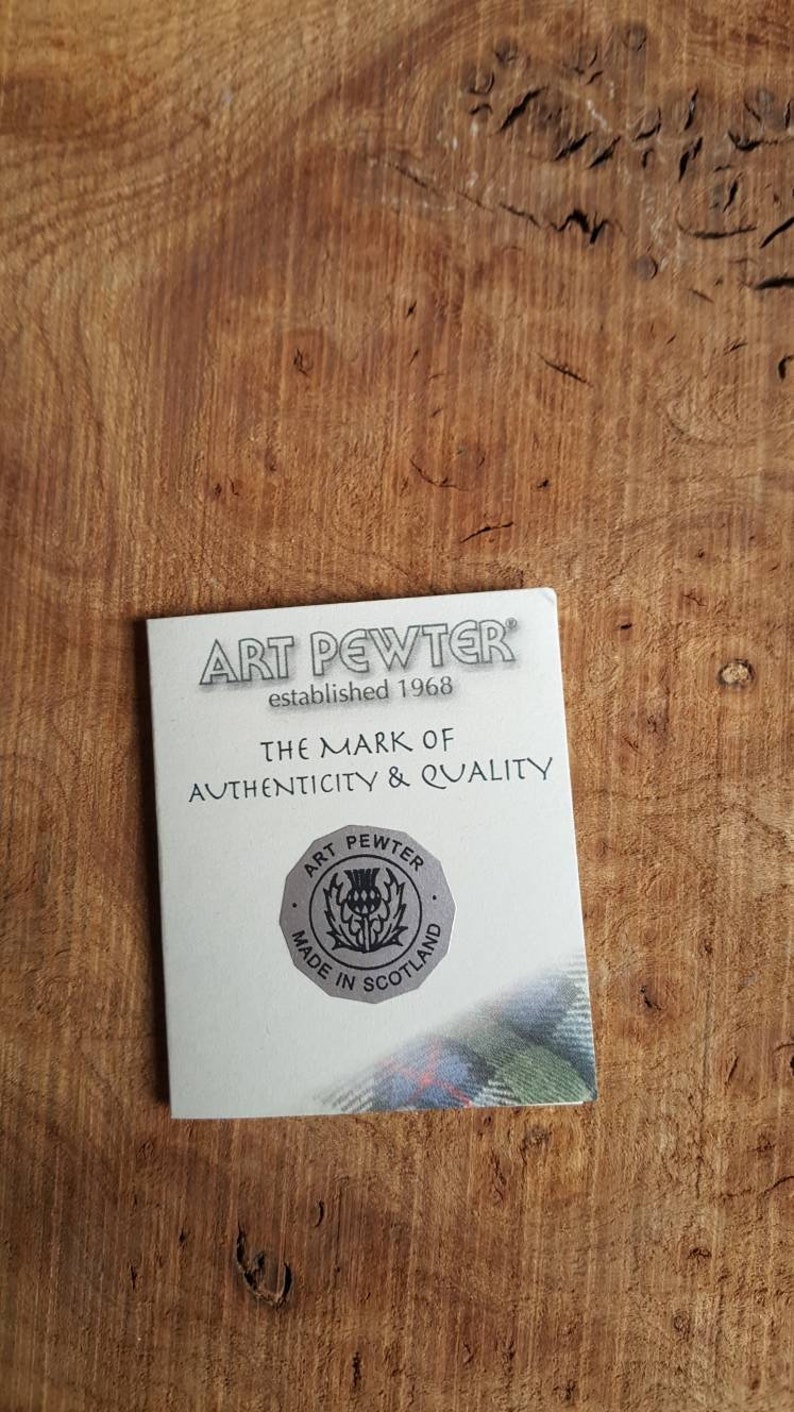 ART PEWTER®
established 1968
THE MARK OF
AUTHENTICITY & QUALITY
ART PEWTER
MADE IN SCOTLAND